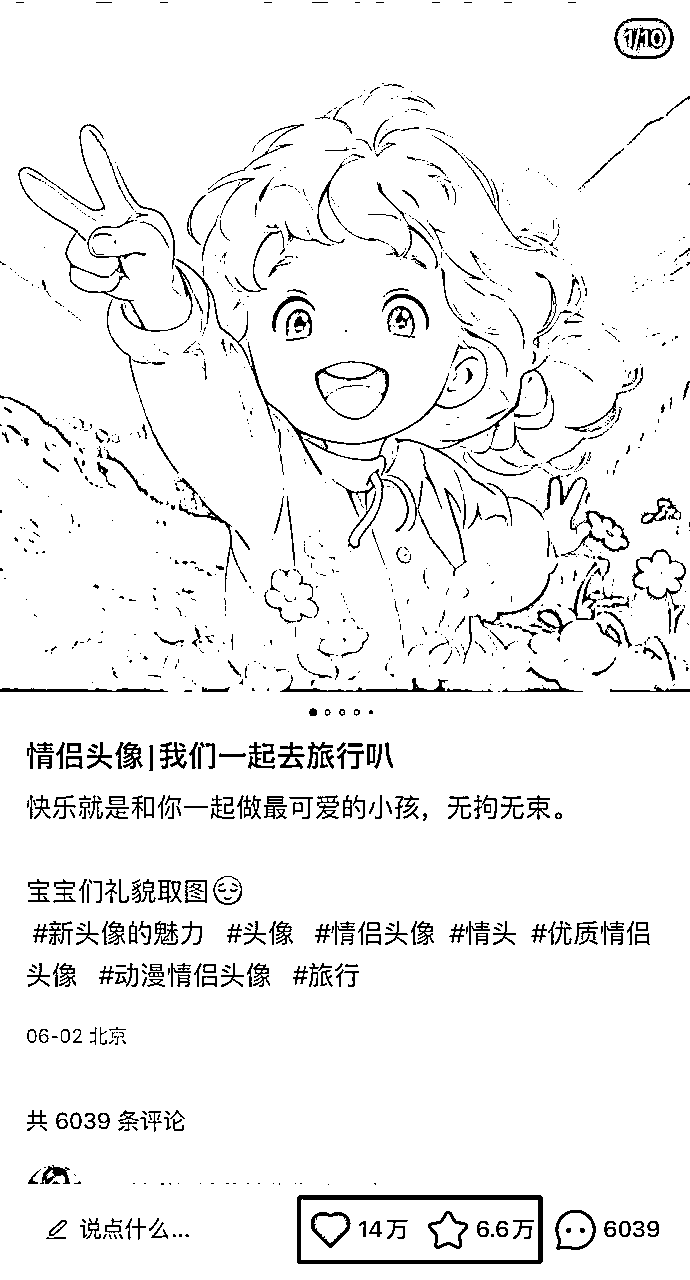 1/10
情侣头像|我们一起去旅行叭
快乐就是和你一起做最可爱的小孩，无拘无束。
宝宝们礼貌取图😌
#新头像的魅力 #头像 #情侣头像 #情头 #优质情侣
头像 #动漫情侣头像 #旅行
06-02 北京
共 6039 条评论
说点什么... 14万 6.6万 6039